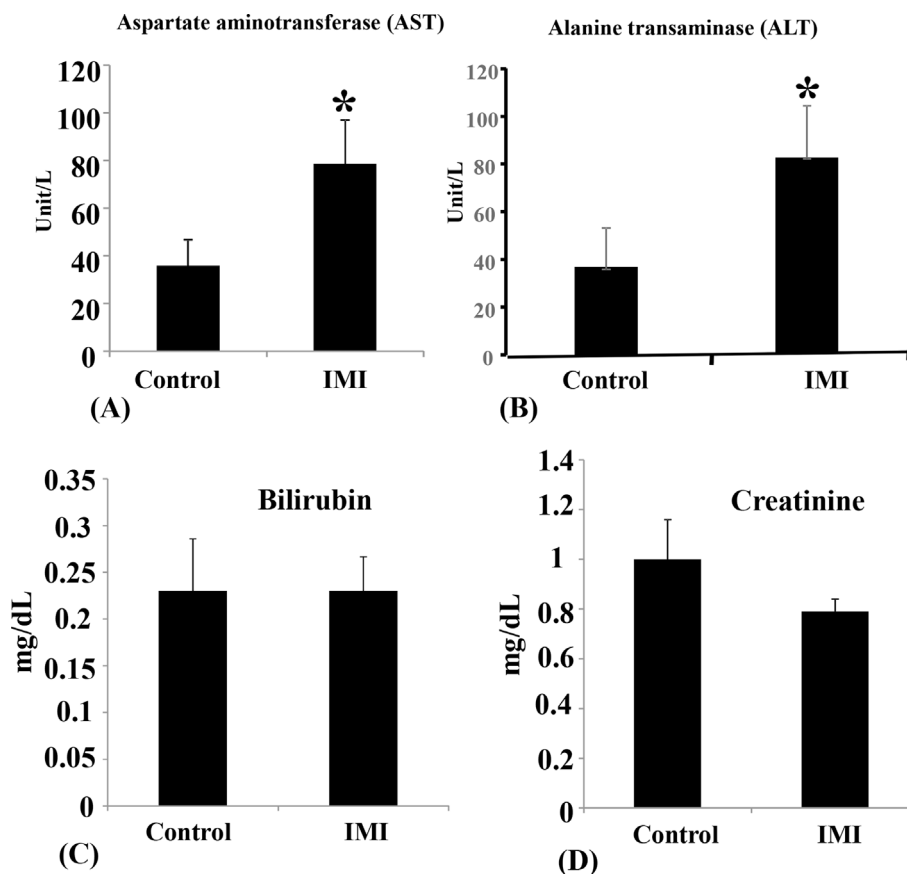 Aspartate aminotransferase (AST)
120
100
80
60
40
20
0
Unit/L
*
Control IMI
(A)
Alanine transaminase (ALT)
120
100
80
60
40
20
0
Unit/L
*
Control IMI
(B)
0.35
0.3
0.25
0.2
0.15
0.1
0.05
0
mg/dL
Bilirubin
Control IMI
(C)
1.4
1.2
1
0.8
0.6
0.4
0.2
0
mg/dL
Creatinine
Control IMI
(D)